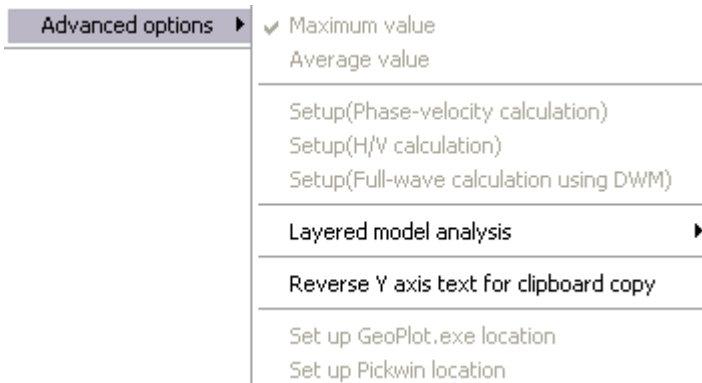 Advanced options
Maximum value
Average value
Setup(Phase-velocity calculation)
Setup(H/V calculation)
Setup(Full-wave calculation using DWM)
Layered model analysis
Reverse Y axis text for clipboard copy
Set up GeoPlot.exe location
Set up Pickwin location